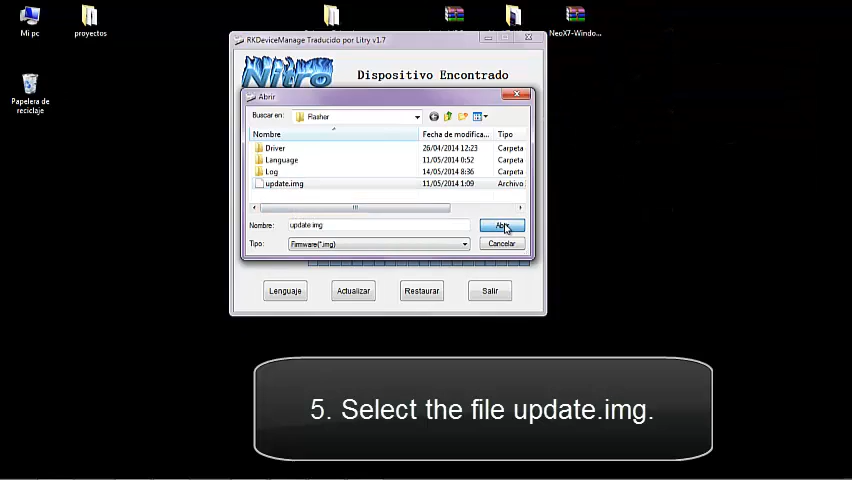 NeoX7-Windo...
Mi pc
proyectos
Papelera de
reciclaje
RKDeviceManage Traducido por Litry v1.7
Nitro
Dispositivo Encontrado
Abrir
Buscar en:
Flasher
Nombre
Fecha de modifica...
Tipo
Driver
26/04/2014 12:23
Carpeta
Language
11/05/2014 0:52
Carpeta
Log
14/05/2014 8:36
Carpeta
update.img
11/05/2014 1:09
Archivo
Nombre:
update.img
Abrir
Tipo:
Firmware(*.img)
Cancelar
Lenguaje
Actualizar
Restaurar
Salir
5. Select the file update.img.